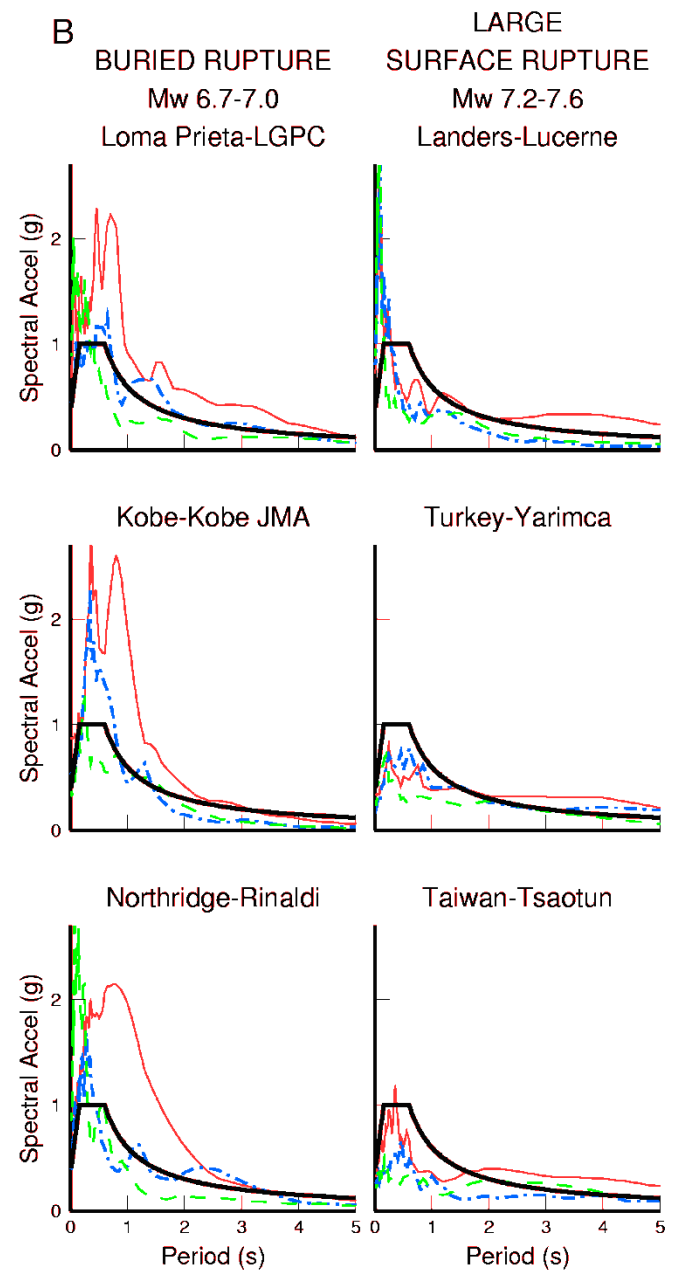 B
BURIED RUPTURE
Mw 6.7-7.0
Loma Prieta-LGPC
LARGE
SURFACE RUPTURE
Mw 7.2-7.6
Landers-Lucerne
Spectral Accel (g)
2
1
0
Kobe-Kobe JMA
Turkey-Yarimca
Spectral Accel (g)
2
1
0
Northridge-Rinaldi
Taiwan-Tsaotun
Spectral Accel (g)
2
1
0
0 1 2 3 4 5
Period (s)
0 1 2 3 4 5
Period (s)